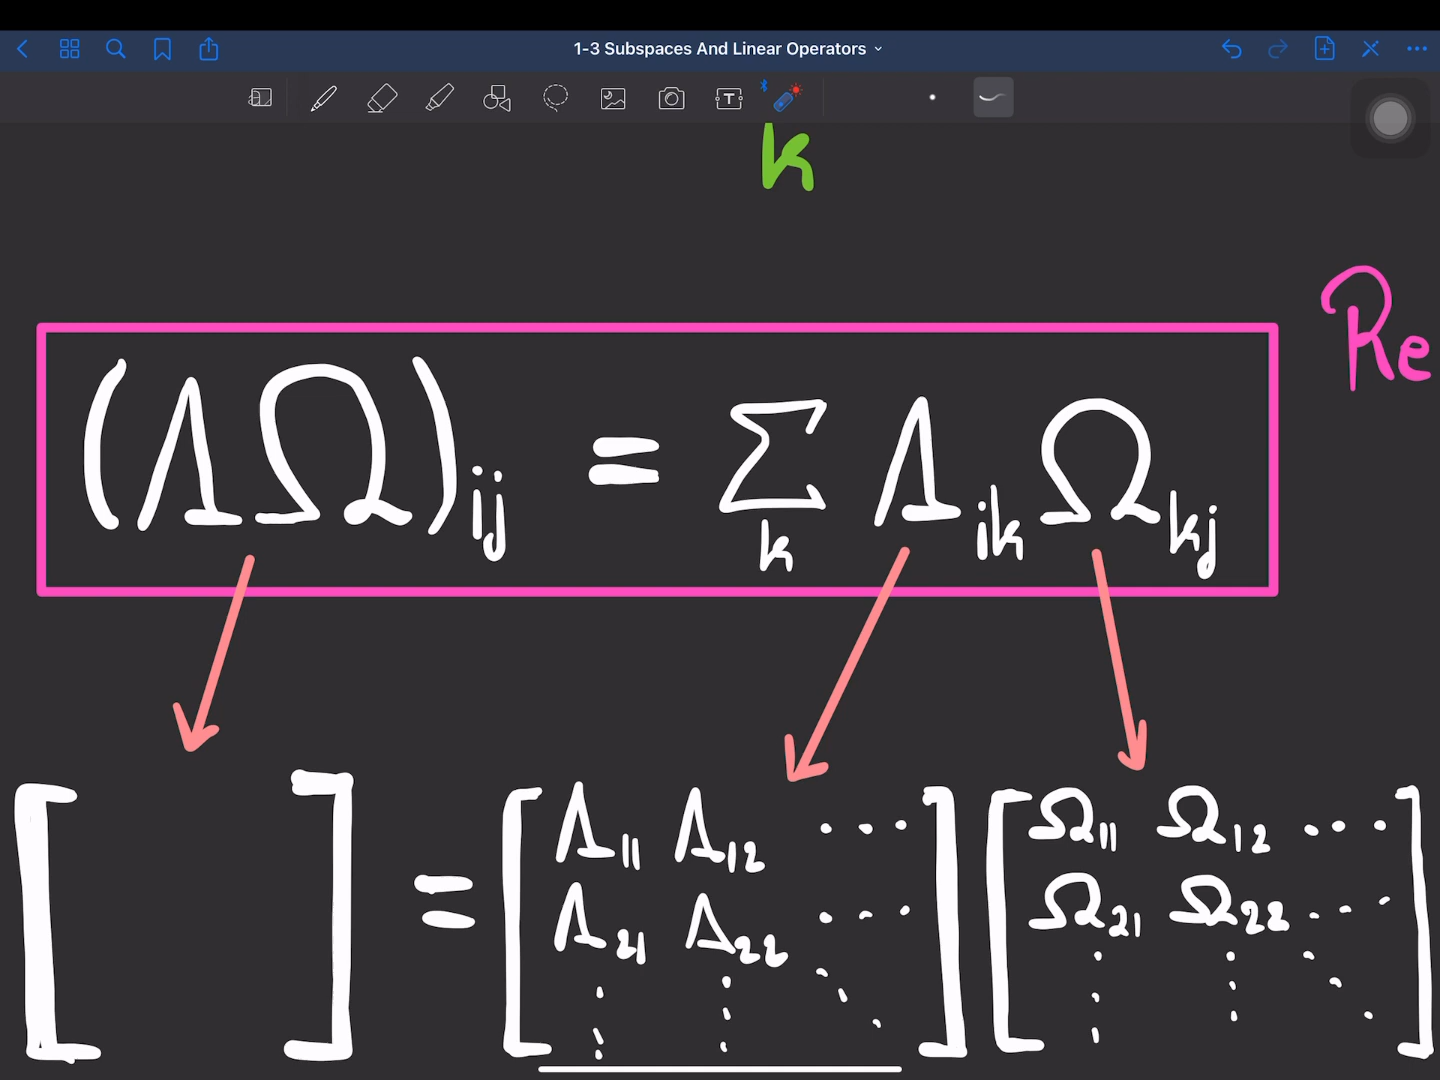 1-3 Subspaces And Linear Operators
T
k
Re
(ΛΩ)ij = Σk Λik Ωkj
[ ] = [Λ11 Λ12 ... [Ω11 Ω12 ...
Λ21 Λ22 ... Ω21 Ω22 ...
⋮ ⋮ ⋱ ] ⋮ ⋮ ⋱ ]